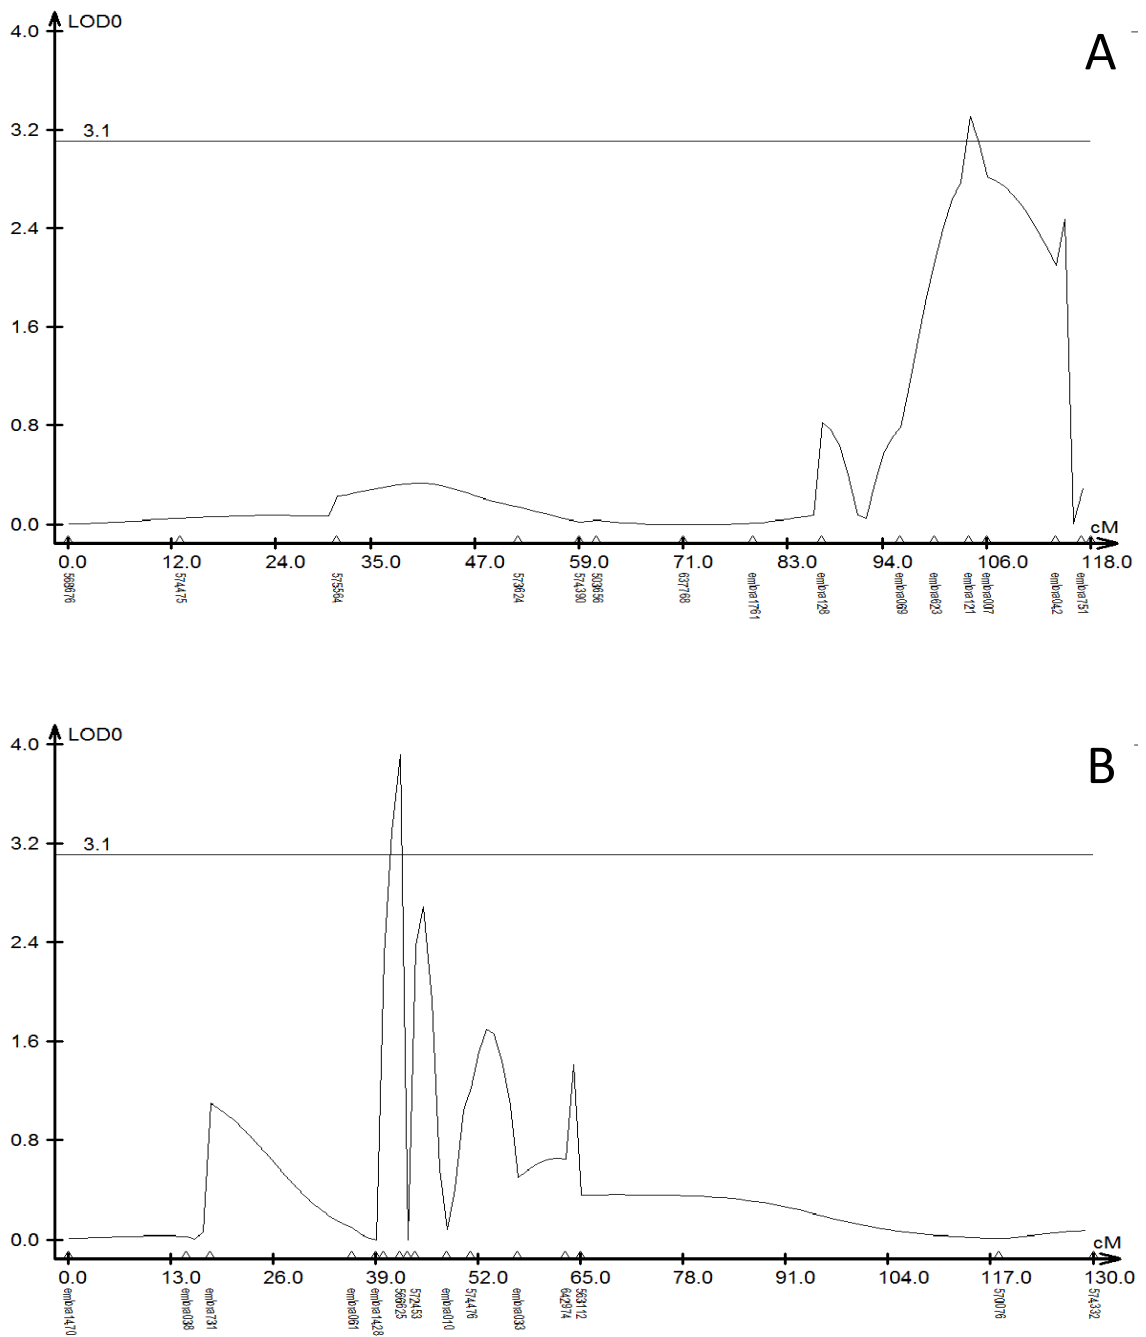 LOD0
A
4.0
3.2
3.1
2.4
1.6
0.8
0.0
cM
0.0 12.0 24.0 35.0 47.0 59.0 71.0 83.0 94.0 106.0 118.0
568676 574475 575564 573624 574390 503656 637768 embra1761 embra128 embra069 embra623 embra121 embra007 embra042 embra751
LOD0
B
4.0
3.2
3.1
2.4
1.6
0.8
0.0
cM
0.0 13.0 26.0 39.0 52.0 65.0 78.0 91.0 104.0 117.0 130.0
embra1470 embra038 embra731 embra061 embra1428 566625 572453 embra010 574476 embra033 642974 563112 570076 574332